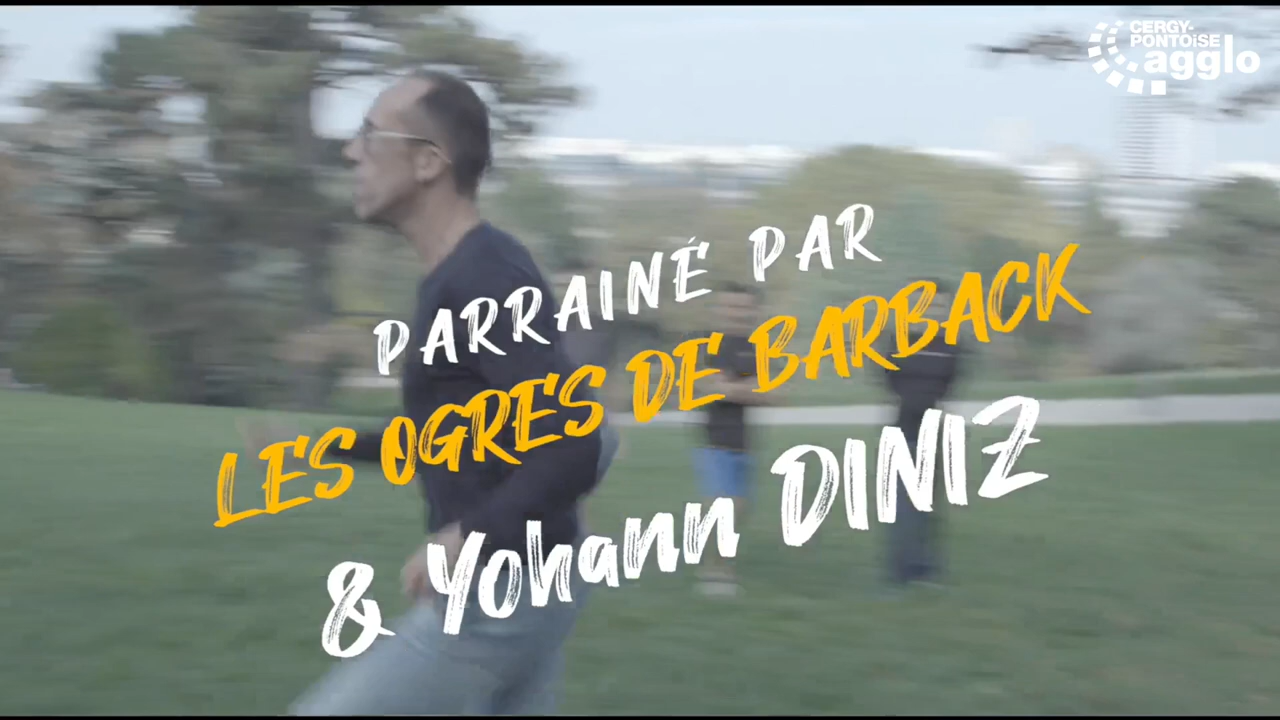 CERGY-
PONTOiSE
agglo
PARRAINÉ PAR
LES OGRES DE BARBACK
& Yohann DINIZ